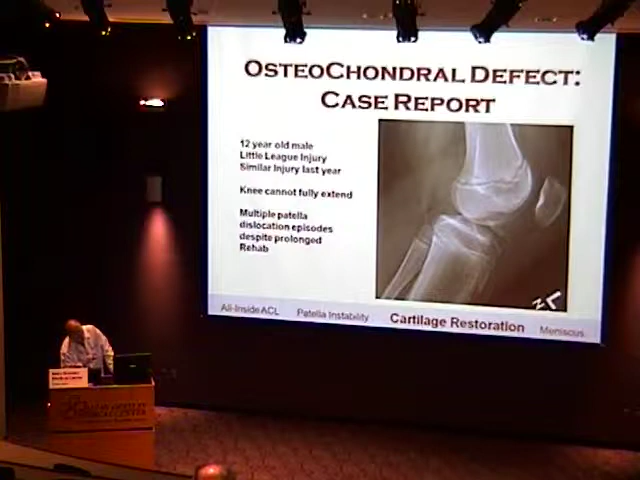 OsteoChondral Defect:
Case Report
12 year old male
Little League Injury
Similar Injury last year
Knee cannot fully extend
Multiple patella
dislocation episodes
despite prolonged
Rehab
All-Inside ACL
Patella Instability
Cartilage Restoration
Meniscus